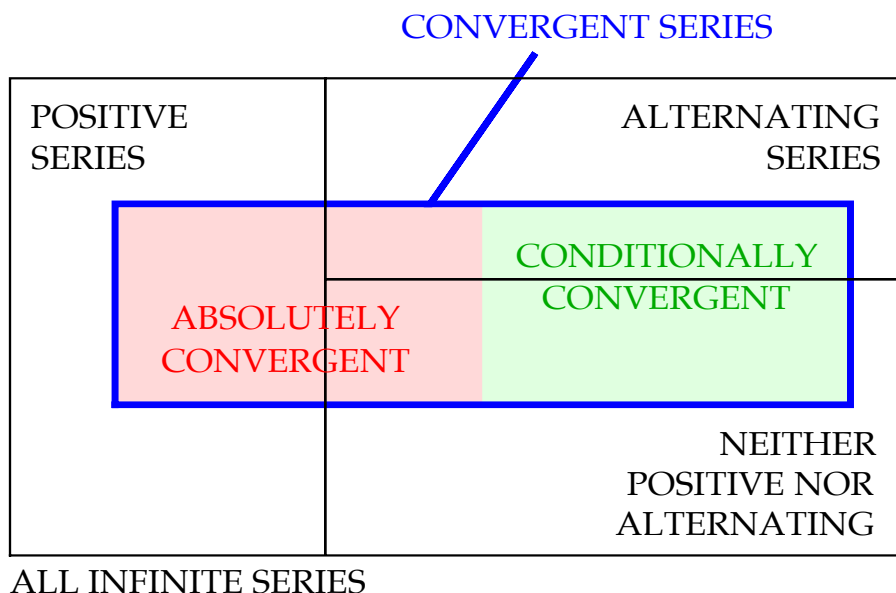 CONVERGENT SERIES
POSITIVE
SERIES
ALTERNATING
SERIES
CONDITIONALLY
CONVERGENT
ABSOLUTELY
CONVERGENT
NEITHER
POSITIVE NOR
ALTERNATING
ALL INFINITE SERIES